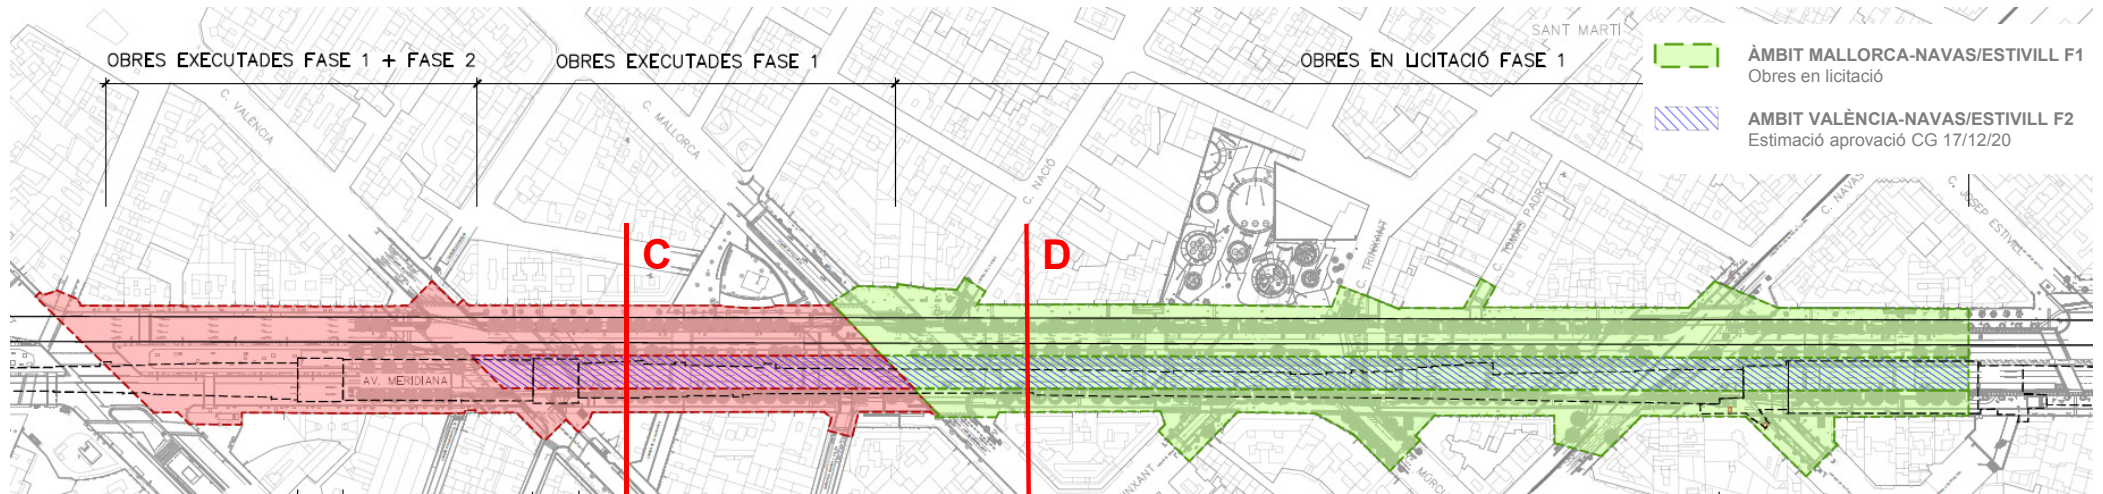 OBRES EXECUTADES FASE 1 + FASE 2
OBRES EXECUTADES FASE 1
OBRES EN LICITACIÓ FASE 1
SANT MARTÍ
ÀMBIT MALLORCA-NAVAS/ESTIVILL F1
Obres en licitació
AMBIT VALÈNCIA-NAVAS/ESTIVILL F2
Estimació aprovació CG 17/12/20
C. VALÈNCIA
C. MALLORCA
C. NACIÓ
C. TRINXANT
C. TOMÀS PADRÓ
C. NAVAS
C. JOSEP ESTIVILL
C
D
AV. MERIDIANA